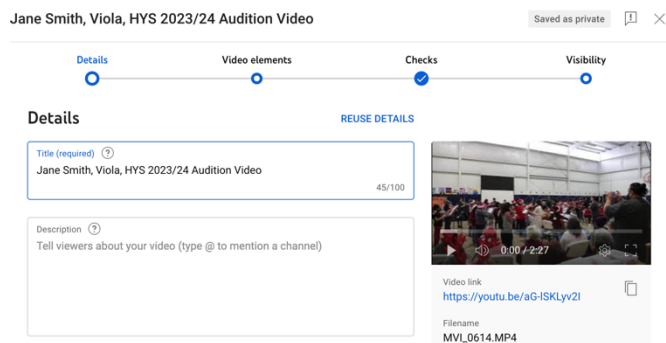 Jane Smith, Viola, HYS 2023/24 Audition Video
Saved as private
Details
Video elements
Checks
Visibility
Details
REUSE DETAILS
Title (required) ?
Jane Smith, Viola, HYS 2023/24 Audition Video
45/100
Description ?
Tell viewers about your video (type @ to mention a channel)
0:00 / 2:27
Video link
https://youtu.be/aG-lSKLyv2I
Filename
MVI_0614.MP4